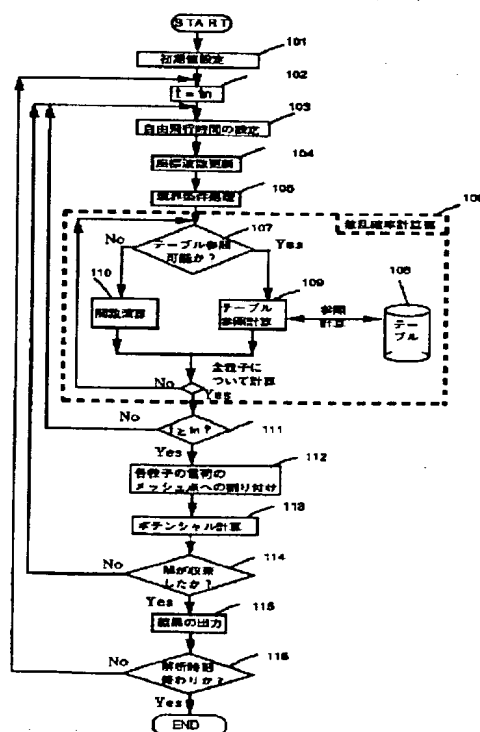 START
101
初期値設定
102
t = tn
103
自由飛行時間の設定
104
座標波数更新
105
境界条件処理
106
散乱確率計算部
107
No
テーブル参照
可能か?
Yes
110
関数演算
109
テーブル
参照計算
参照
計算
108
テー
ブル
全粒子に
ついて計算
No
Yes
No
111
Yes
112
各粒子の電荷の
メッシュ点への割り付け
113
ポテンシャル計算
No
114
したか?
Yes
115
結果の出力
No
116
解析時間
終わりか?
Yes
END